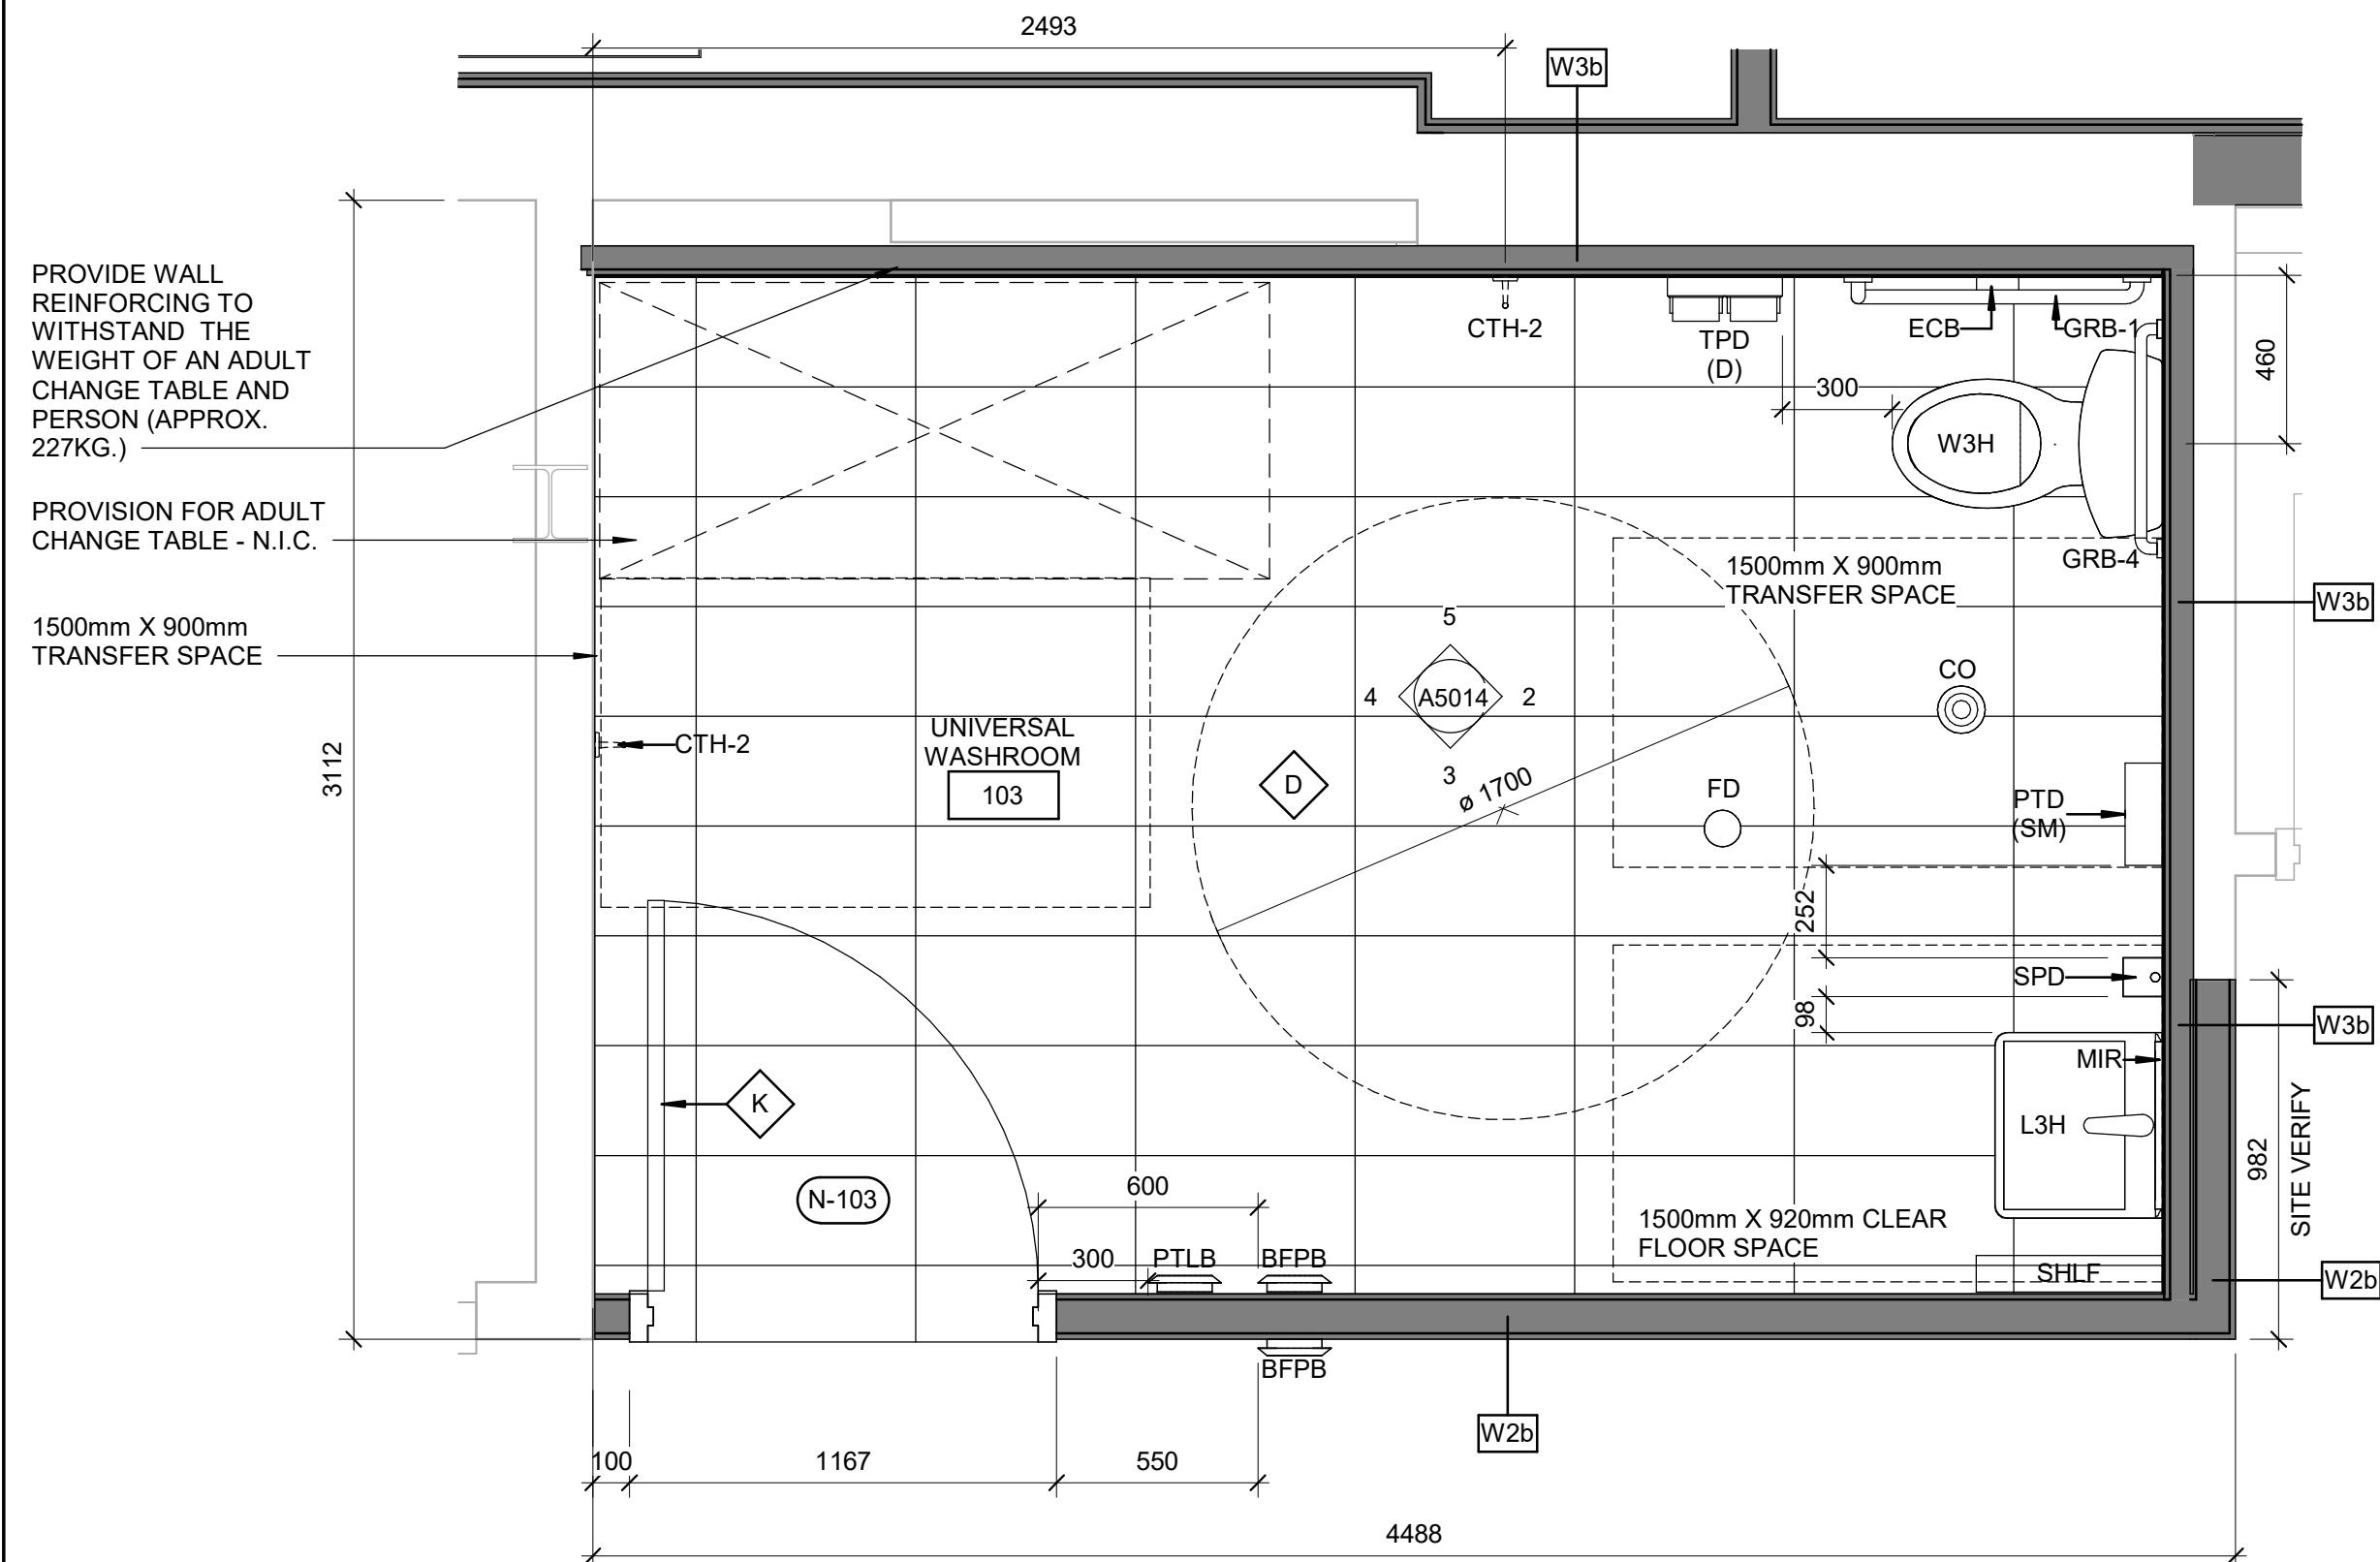 2493
W3b
PROVIDE WALL
REINFORCING TO
WITHSTAND THE
WEIGHT OF AN ADULT
CHANGE TABLE AND
PERSON (APPROX.
227KG.)
CTH-2
TPD
(D)
ECB
GRB-1
460
300
W3H
PROVISION FOR ADULT
CHANGE TABLE - N.I.C.
GRB-4
1500mm X 900mm
TRANSFER SPACE
W3b
1500mm X 900mm
TRANSFER SPACE
5
4
A5014
2
3
CO
3112
CTH-2
UNIVERSAL
WASHROOM
103
D
ø 1700
FD
PTD
(SM)
252
SPD
98
W3b
MIR
K
L3H
982
SITE VERIFY
N-103
600
1500mm X 920mm CLEAR
FLOOR SPACE
300
PTLB
BFPB
SHLF
W2b
BFPB
W2b
100
1167
550
4488